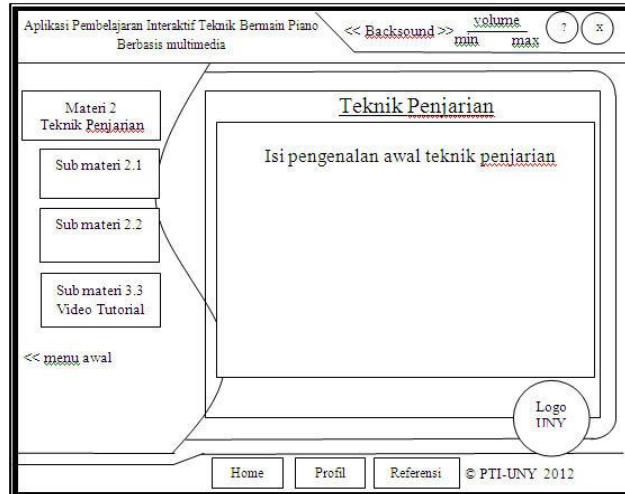 Aplikasi Pembelajaran Interaktif Teknik Bermain Piano
Berbasis multimedia
<< Backsound >>
volume
min max
?
X
Materi 2
Teknik Penjarian
Sub materi 2.1
Sub materi 2.2
Sub materi 3.3
Video Tutorial
<< menu awal
Teknik Penjarian
Isi pengenalan awal teknik penjarian
Logo
UNY
Home
Profil
Referensi
© PTI-UNY 2012